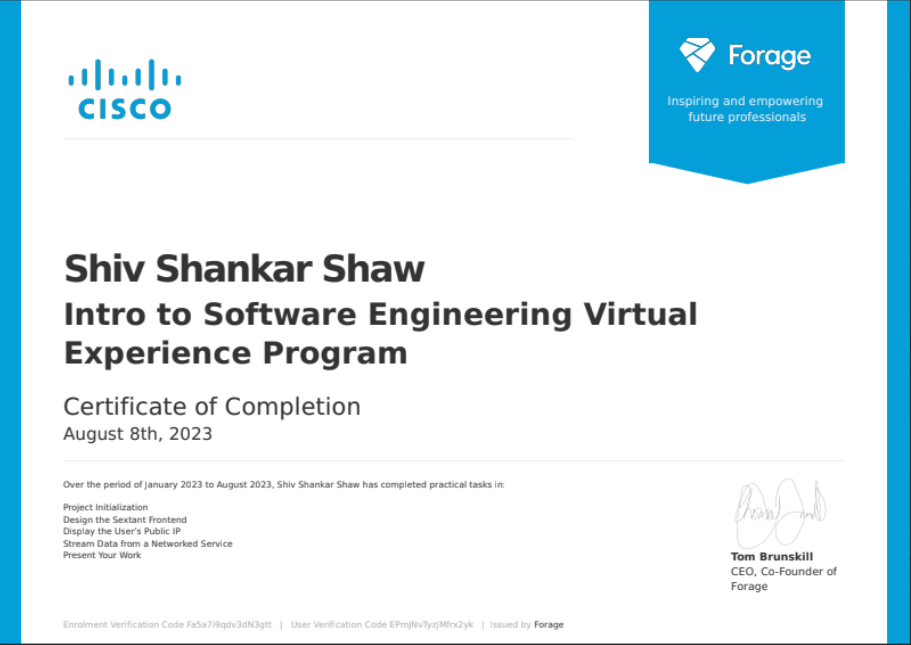 CISCO
Forage
Inspiring and empowering
future professionals
Shiv Shankar Shaw
Intro to Software Engineering Virtual
Experience Program
Certificate of Completion
August 8th, 2023
Over the period of January 2023 to August 2023, Shiv Shankar Shaw has completed practical tasks in:
Project Initialization
Design the Sextant Frontend
Display the User's Public IP
Stream Data from a Networked Service
Present Your Work
Tom Brunskill
CEO, Co-Founder of
Forage
Enrolment Verification Code | User Verification Code | Issued by Forage